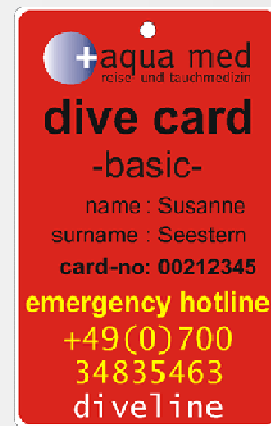 +aqua med
reise- und tauchmedizin
dive card
-basic-
name : Susanne
surname : Seestern
card-no: 00212345
emergency hotline
+49(0)700
34835463
diveline